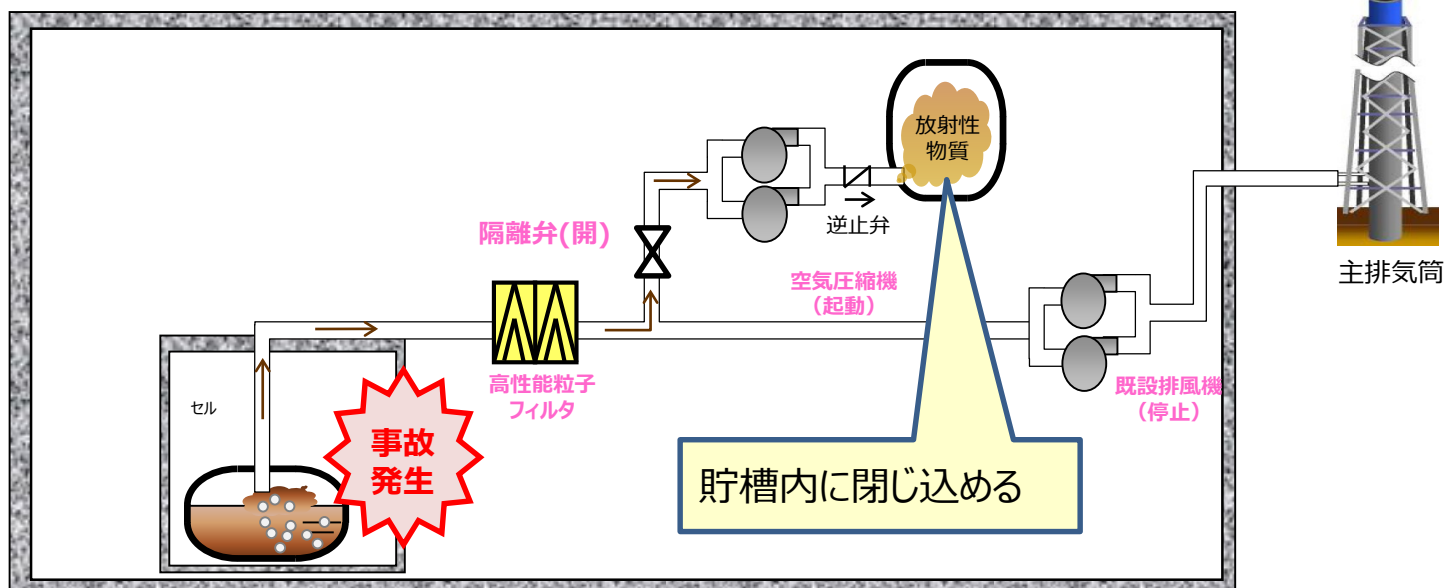 放射性
物質
逆止弁
隔離弁(開)
空気圧縮機
（起動）
主排気筒
高性能粒子
フィルタ
既設排風機
（停止）
セル
事故
発生
貯槽内に閉じ込める